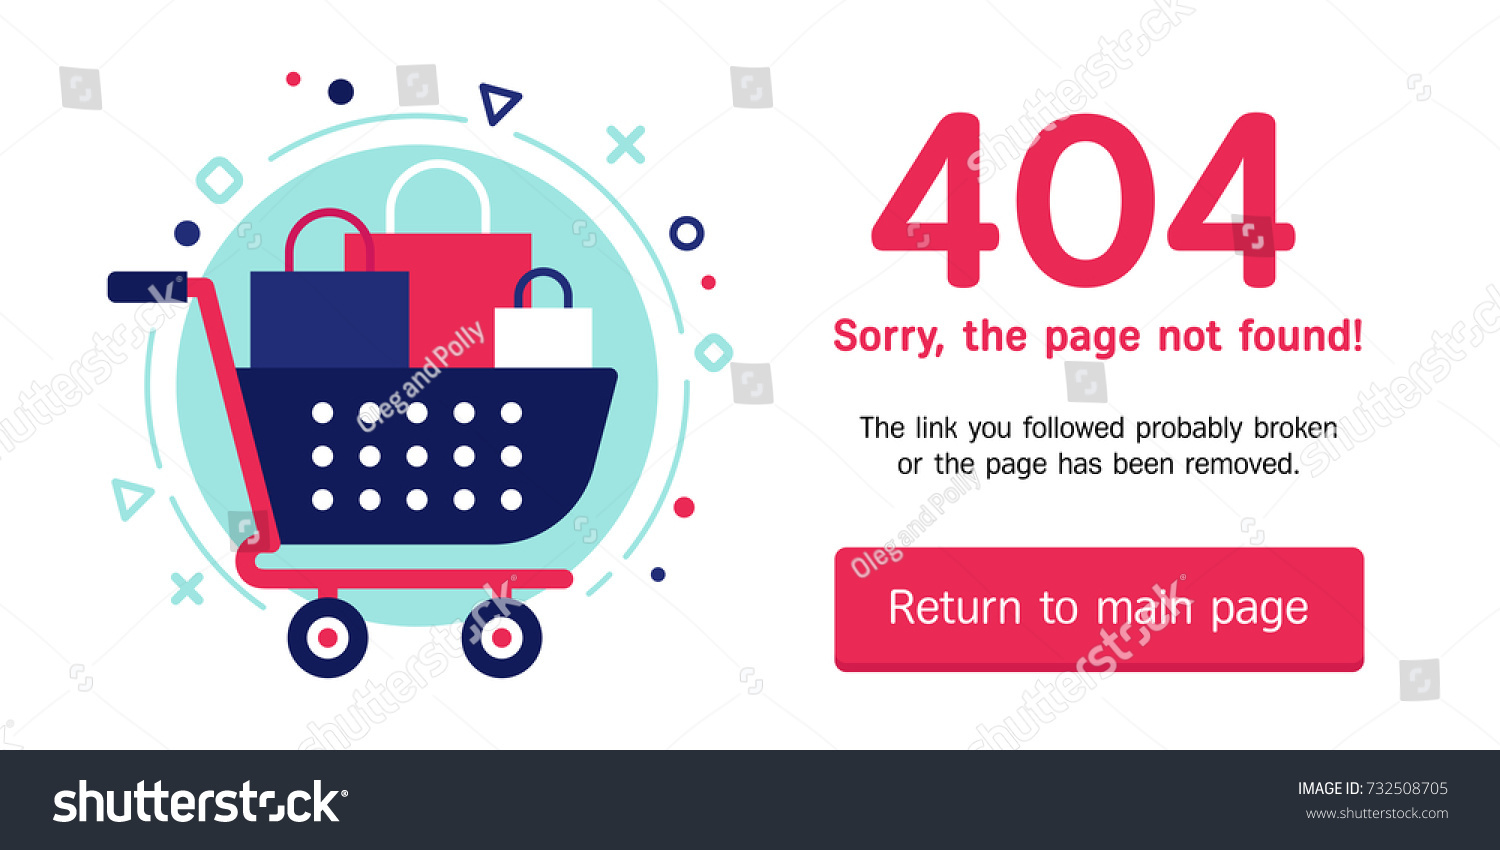 404
Sorry, the page not found!
The link you followed probably broken
or the page has been removed.
Return to main page
Oleg and Polly
Oleg and Polly
shutterstock
shutterstock
shutterstock
shutterstock
shutterstock
shutterstock
shutterstock
IMAGE ID: 732508705
www.shutterstock.com